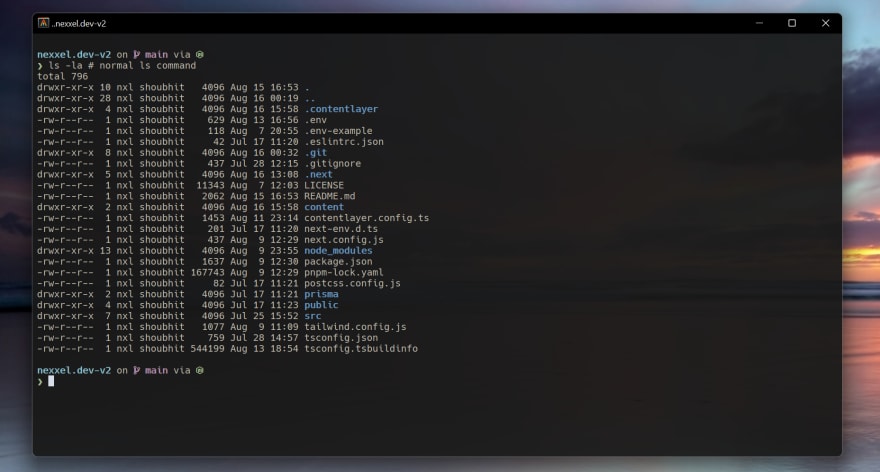 ..nexxel.dev-v2
nexxel.dev-v2 on main via
❯ ls -la # normal ls command
total 796
drwxr-xr-x 10 nxl shoubhit   4096 Aug 15 16:53 .
drwxr-xr-x 28 nxl shoubhit   4096 Aug 16 00:19 ..
drwxr-xr-x  4 nxl shoubhit   4096 Aug 16 15:58 .contentlayer
-rw-r--r--  1 nxl shoubhit    629 Aug 13 16:56 .env
-rw-r--r--  1 nxl shoubhit    118 Aug  7 20:55 .env-example
-rw-r--r--  1 nxl shoubhit     42 Jul 17 11:20 .eslintrc.json
drwxr-xr-x  8 nxl shoubhit   4096 Aug 16 00:32 .git
-rw-r--r--  1 nxl shoubhit    437 Jul 28 12:15 .gitignore
drwxr-xr-x  5 nxl shoubhit   4096 Aug 16 13:08 .next
-rw-r--r--  1 nxl shoubhit  11343 Aug  7 12:03 LICENSE
-rw-r--r--  1 nxl shoubhit   2062 Aug 15 16:53 README.md
drwxr-xr-x  2 nxl shoubhit   4096 Aug 16 15:58 content
-rw-r--r--  1 nxl shoubhit   1453 Aug 11 23:14 contentlayer.config.ts
-rw-r--r--  1 nxl shoubhit    201 Jul 17 11:20 next-env.d.ts
-rw-r--r--  1 nxl shoubhit    437 Aug  9 12:29 next.config.js
drwxr-xr-x 13 nxl shoubhit   4096 Aug  9 23:55 node_modules
-rw-r--r--  1 nxl shoubhit   1637 Aug  9 12:30 package.json
-rw-r--r--  1 nxl shoubhit 167743 Aug  9 12:29 pnpm-lock.yaml
-rw-r--r--  1 nxl shoubhit     82 Jul 17 11:21 postcss.config.js
drwxr-xr-x  2 nxl shoubhit   4096 Jul 17 11:21 prisma
drwxr-xr-x  4 nxl shoubhit   4096 Jul 17 11:23 public
drwxr-xr-x  7 nxl shoubhit   4096 Jul 25 15:52 src
-rw-r--r--  1 nxl shoubhit   1077 Aug  9 11:09 tailwind.config.js
-rw-r--r--  1 nxl shoubhit    759 Jul 28 14:57 tsconfig.json
-rw-r--r--  1 nxl shoubhit 544199 Aug 13 18:54 tsconfig.tsbuildinfo
nexxel.dev-v2 on main via
❯